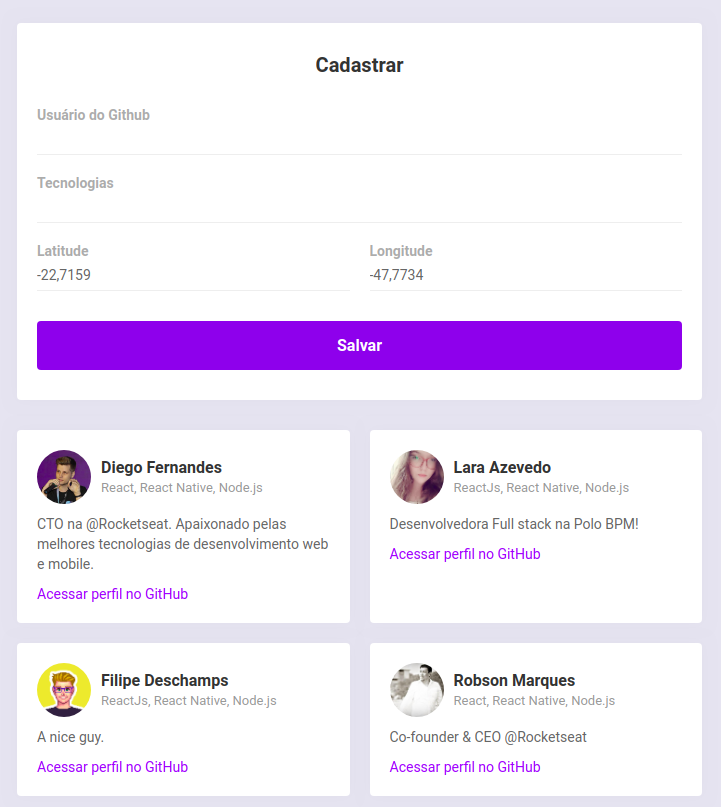 Cadastrar
Usuário do Github
Tecnologias
Latitude
Longitude
-22,7159
-47,7734
Salvar
Diego Fernandes
React, React Native, Node.js
CTO na @Rocketseat. Apaixonado pelas
melhores tecnologias de desenvolvimento web
e mobile.
Acessar perfil no GitHub
Lara Azevedo
ReactJs, React Native, Node.js
Desenvolvedora Full stack na Polo BPM!
Acessar perfil no GitHub
Filipe Deschamps
ReactJs, React Native, Node.js
A nice guy.
Acessar perfil no GitHub
Robson Marques
React, React Native, Node.js
Co-founder & CEO @Rocketseat
Acessar perfil no GitHub